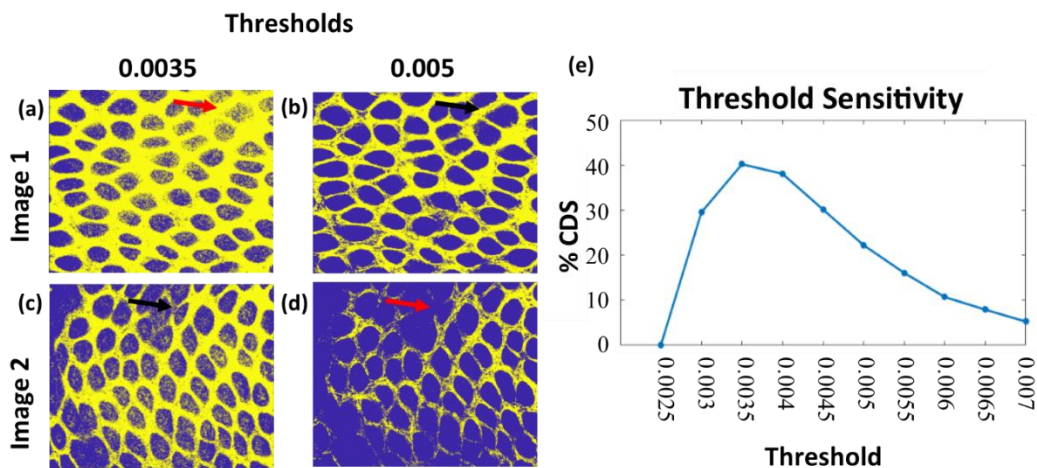 Thresholds
0.0035
0.005
(a)
(b)
Image 1
(c)
(d)
Image 2
(e)
Threshold Sensitivity
% CDS
50
40
30
20
10
0
0.0025
0.003
0.0035
0.004
0.0045
0.005
0.0055
0.006
0.0065
0.007
Threshold